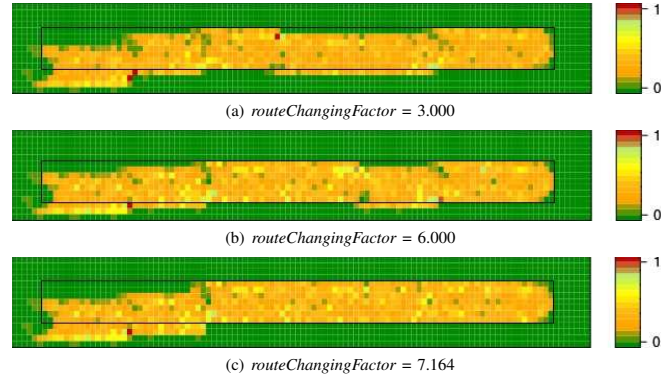 1
0
(a) routeChangingFactor = 3.000
1
0
(b) routeChangingFactor = 6.000
1
0
(c) routeChangingFactor = 7.164